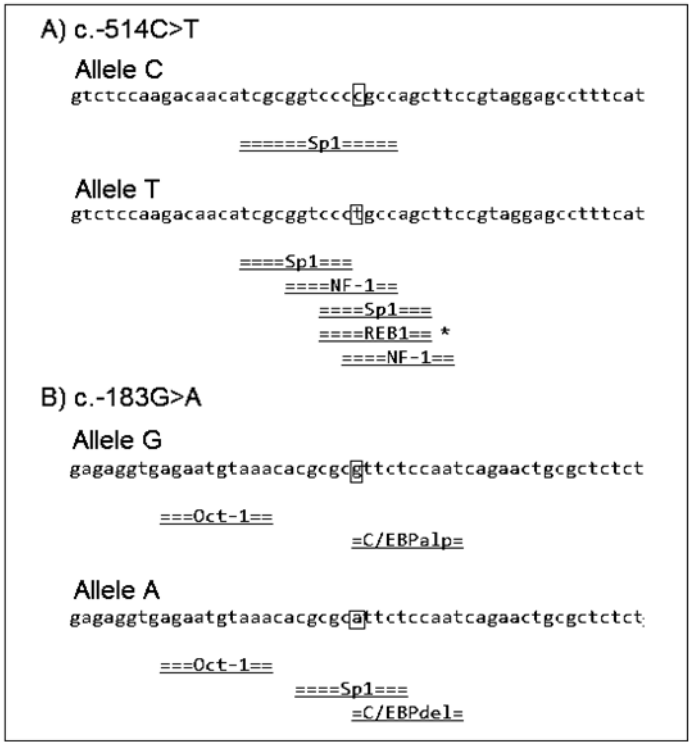 A) c.-514C>T
Allele C
gtctccaagacaacatcgcggtccccgccagcttccgtaggagcctttcat
======Sp1=====
Allele T
gtctccaagacaacatcgcggtccctgccagcttccgtaggagcctttcat
====Sp1===
====NF-1==
====Sp1===
====REB1== *
====NF-1==
B) c.-183G>A
Allele G
gagaggtgagaatgtaaacacgcgcgttctccaatcagaactgcgctctct
===Oct-1==
=C/EBPalp=
Allele A
gagaggtgagaatgtaaacacgcgcattctccaatcagaactgcgctctct
===Oct-1==
====Sp1===
=C/EBPdel=